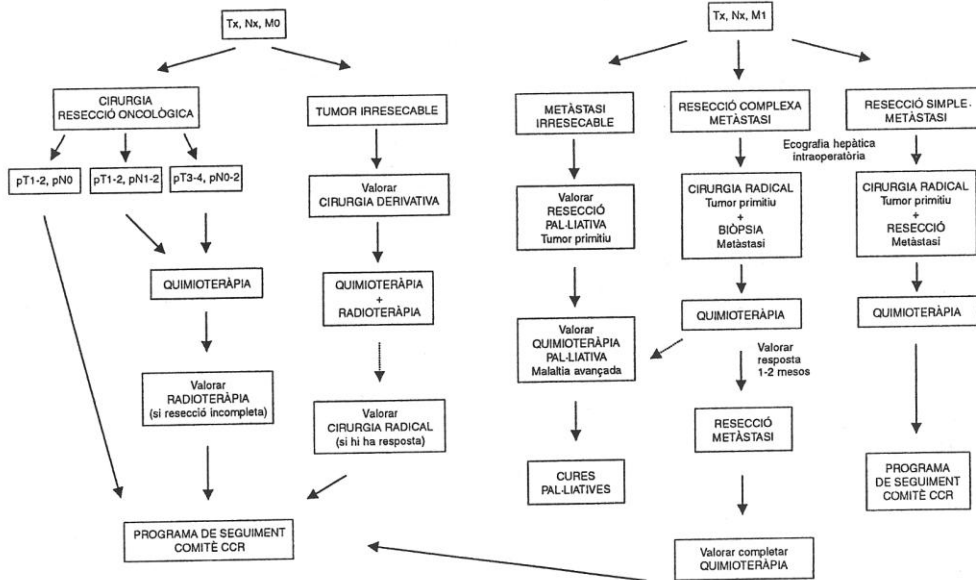 Tx, Nx, M0
CIRURGIA
RESECCIÓ ONCOLÒGICA
TUMOR IRRESECABLE
pT1-2, pN0
pT1-2, pN1-2
pT3-4, pN0-2
Valorar
CIRURGIA DERIVATIVA
QUIMIOTERÀPIA
QUIMIOTERÀPIA
+
RADIOTERÀPIA
Valorar
RADIOTERÀPIA
(si resecció incompleta)
Valorar
CIRURGIA RADICAL
(si hi ha resposta)
PROGRAMA DE SEGUIMENT
COMITÈ CCR
Tx, Nx, M1
METÀSTASI
IRRESECABLE
RESECCIÓ COMPLEXA
METÀSTASI
RESECCIÓ SIMPLE
METÀSTASI
Ecografia hepàtica
intraoperatòria
Valorar
RESECCIÓ
PAL·LIATIVA
Tumor primitiu
CIRURGIA RADICAL
Tumor primitiu
+
BIÒPSIA
Metàstasi
CIRURGIA RADICAL
Tumor primitiu
+
RESECCIÓ
Metàstasi
Valorar
QUIMIOTERÀPIA
PAL·LIATIVA
Malaltia avançada
QUIMIOTERÀPIA
QUIMIOTERÀPIA
Valorar
resposta
1-2 mesos
RESECCIÓ
METÀSTASI
CURES
PAL·LIATIVES
PROGRAMA
DE SEGUIMENT
COMITÈ CCR
Valorar completar
QUIMIOTERÀPIA